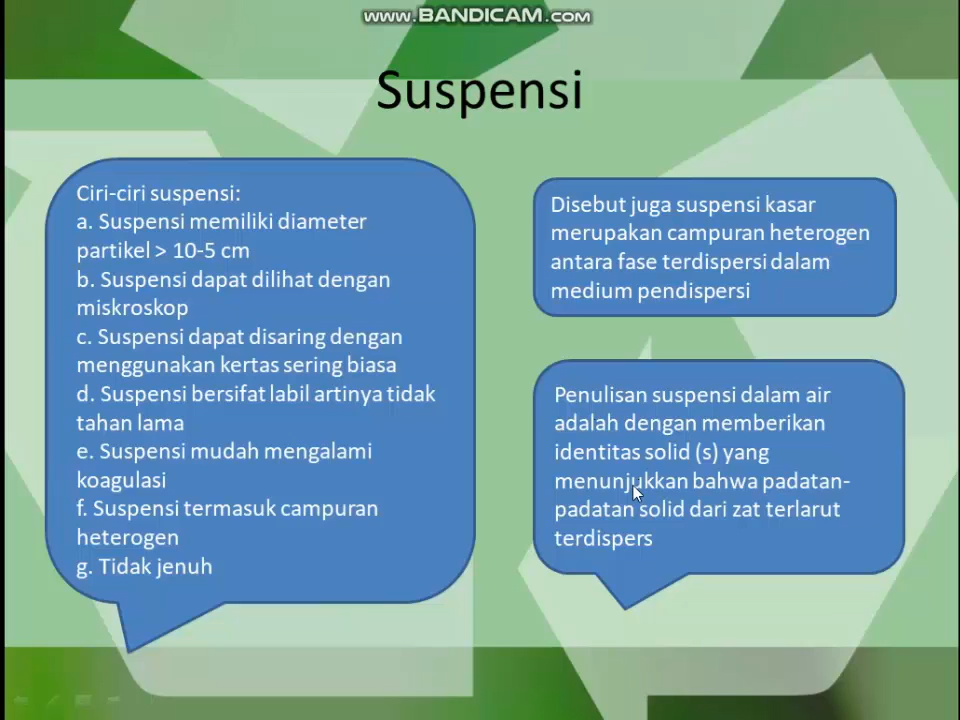 www.BANDICAM.com
Suspensi
Ciri-ciri suspensi:
a. Suspensi memiliki diameter
partikel > 10-5 cm
b. Suspensi dapat dilihat dengan
miskroskop
c. Suspensi dapat disaring dengan
menggunakan kertas sering biasa
d. Suspensi bersifat labil artinya tidak
tahan lama
e. Suspensi mudah mengalami
koagulasi
f. Suspensi termasuk campuran
heterogen
g. Tidak jenuh
Disebut juga suspensi kasar
merupakan campuran heterogen
antara fase terdispersi dalam
medium pendispersi
Penulisan suspensi dalam air
adalah dengan memberikan
identitas solid (s) yang
menunjukkan bahwa padatan-
padatan solid dari zat terlarut
terdispers